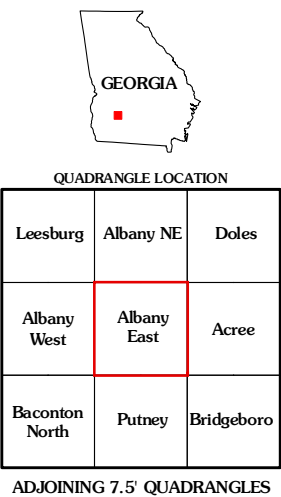 GEORGIA
QUADRANGLE LOCATION
Leesburg
Albany NE
Doles
Albany
West
Albany
East
Acree
Baconton
North
Putney
Bridgeboro
ADJOINING 7.5' QUADRANGLES